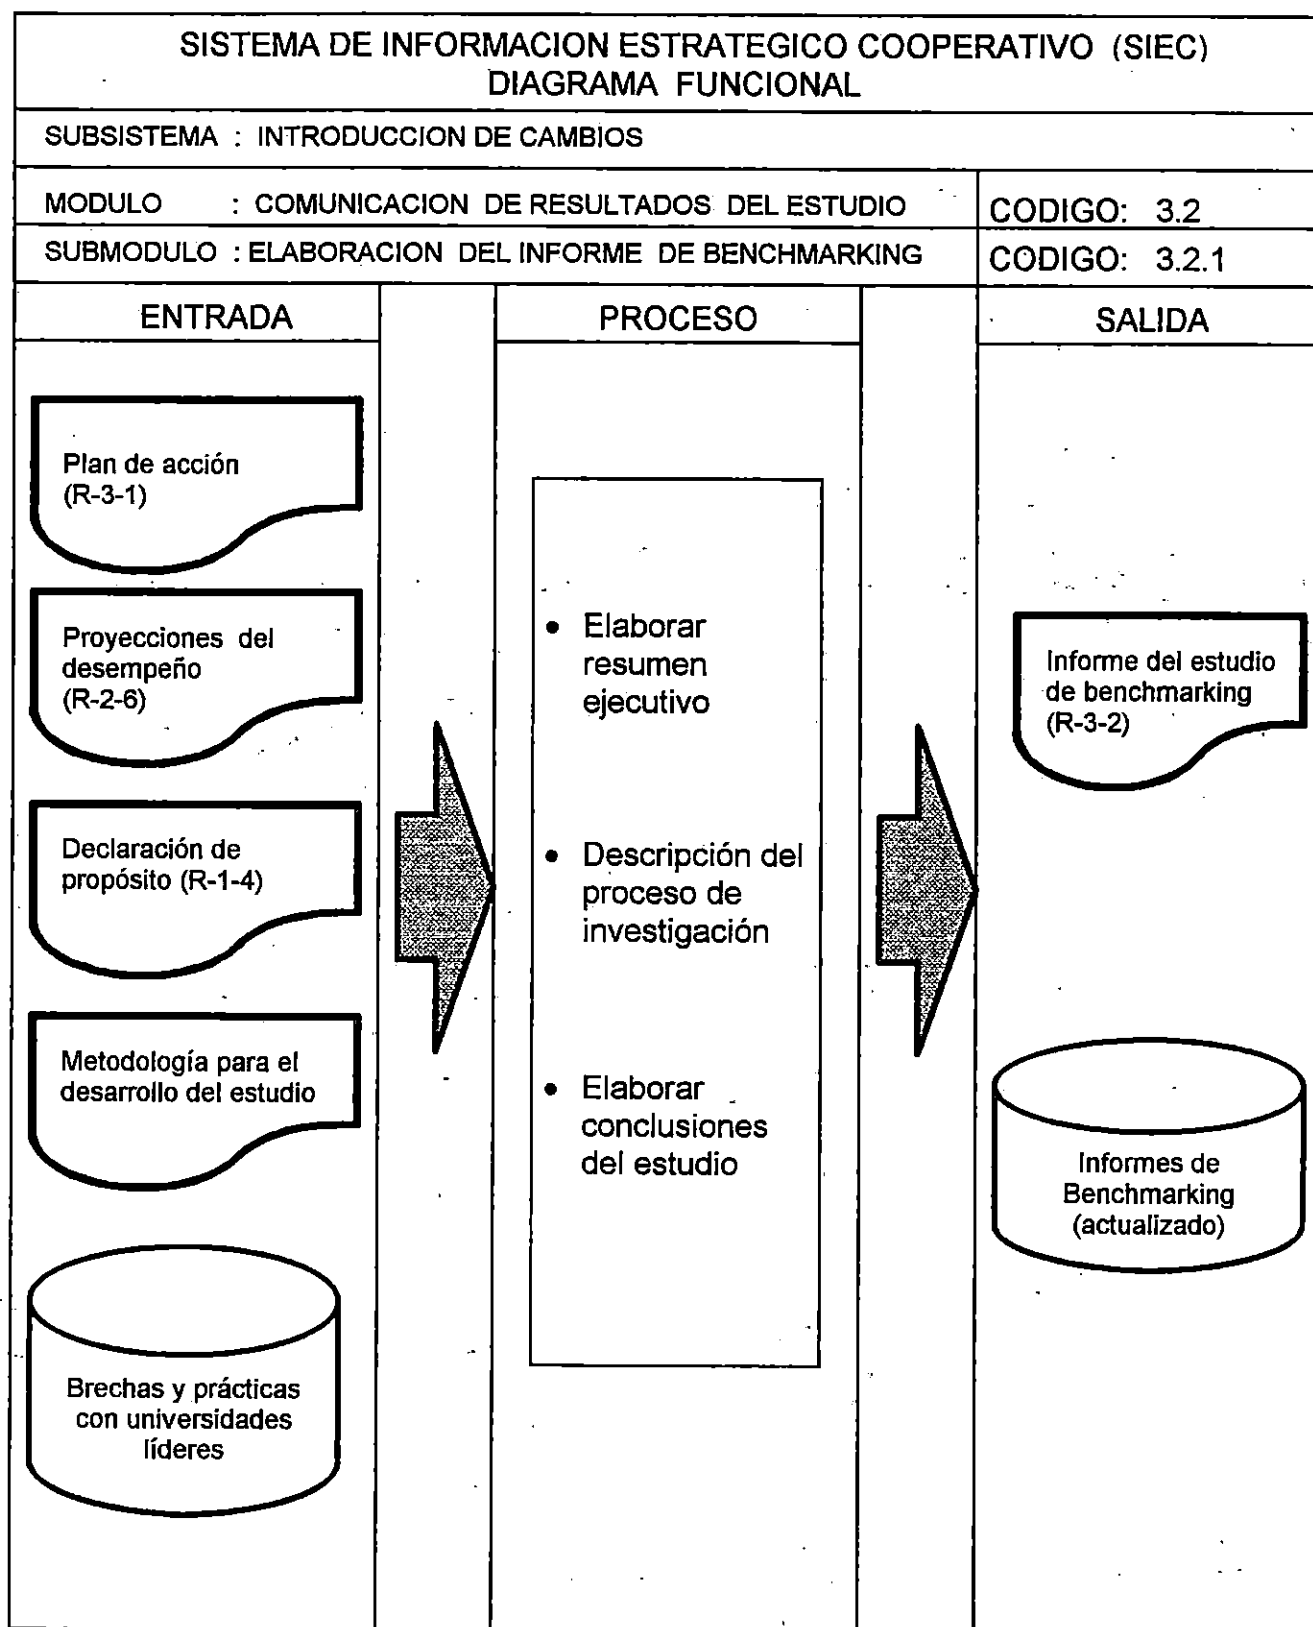 SISTEMA DE INFORMACION ESTRATEGICO COOPERATIVO (SIEC)
DIAGRAMA FUNCIONAL
SUBSISTEMA : INTRODUCCION DE CAMBIOS
MODULO : COMUNICACION DE RESULTADOS DEL ESTUDIO
CODIGO: 3.2
SUBMODULO : ELABORACION DEL INFORME DE BENCHMARKING
CODIGO: 3.2.1
ENTRADA
PROCESO
SALIDA
Plan de acción
(R-3-1)
Proyecciones del
desempeño
(R-2-6)
Declaración de
propósito (R-1-4)
Metodología para el
desarrollo del estudio
Brechas y prácticas
con universidades
líderes
• Elaborar
resumen
ejecutivo
• Descripción del
proceso de
investigación
• Elaborar
conclusiones
del estudio
Informe del estudio
de benchmarking
(R-3-2)
Informes de
Benchmarking
(actualizado)